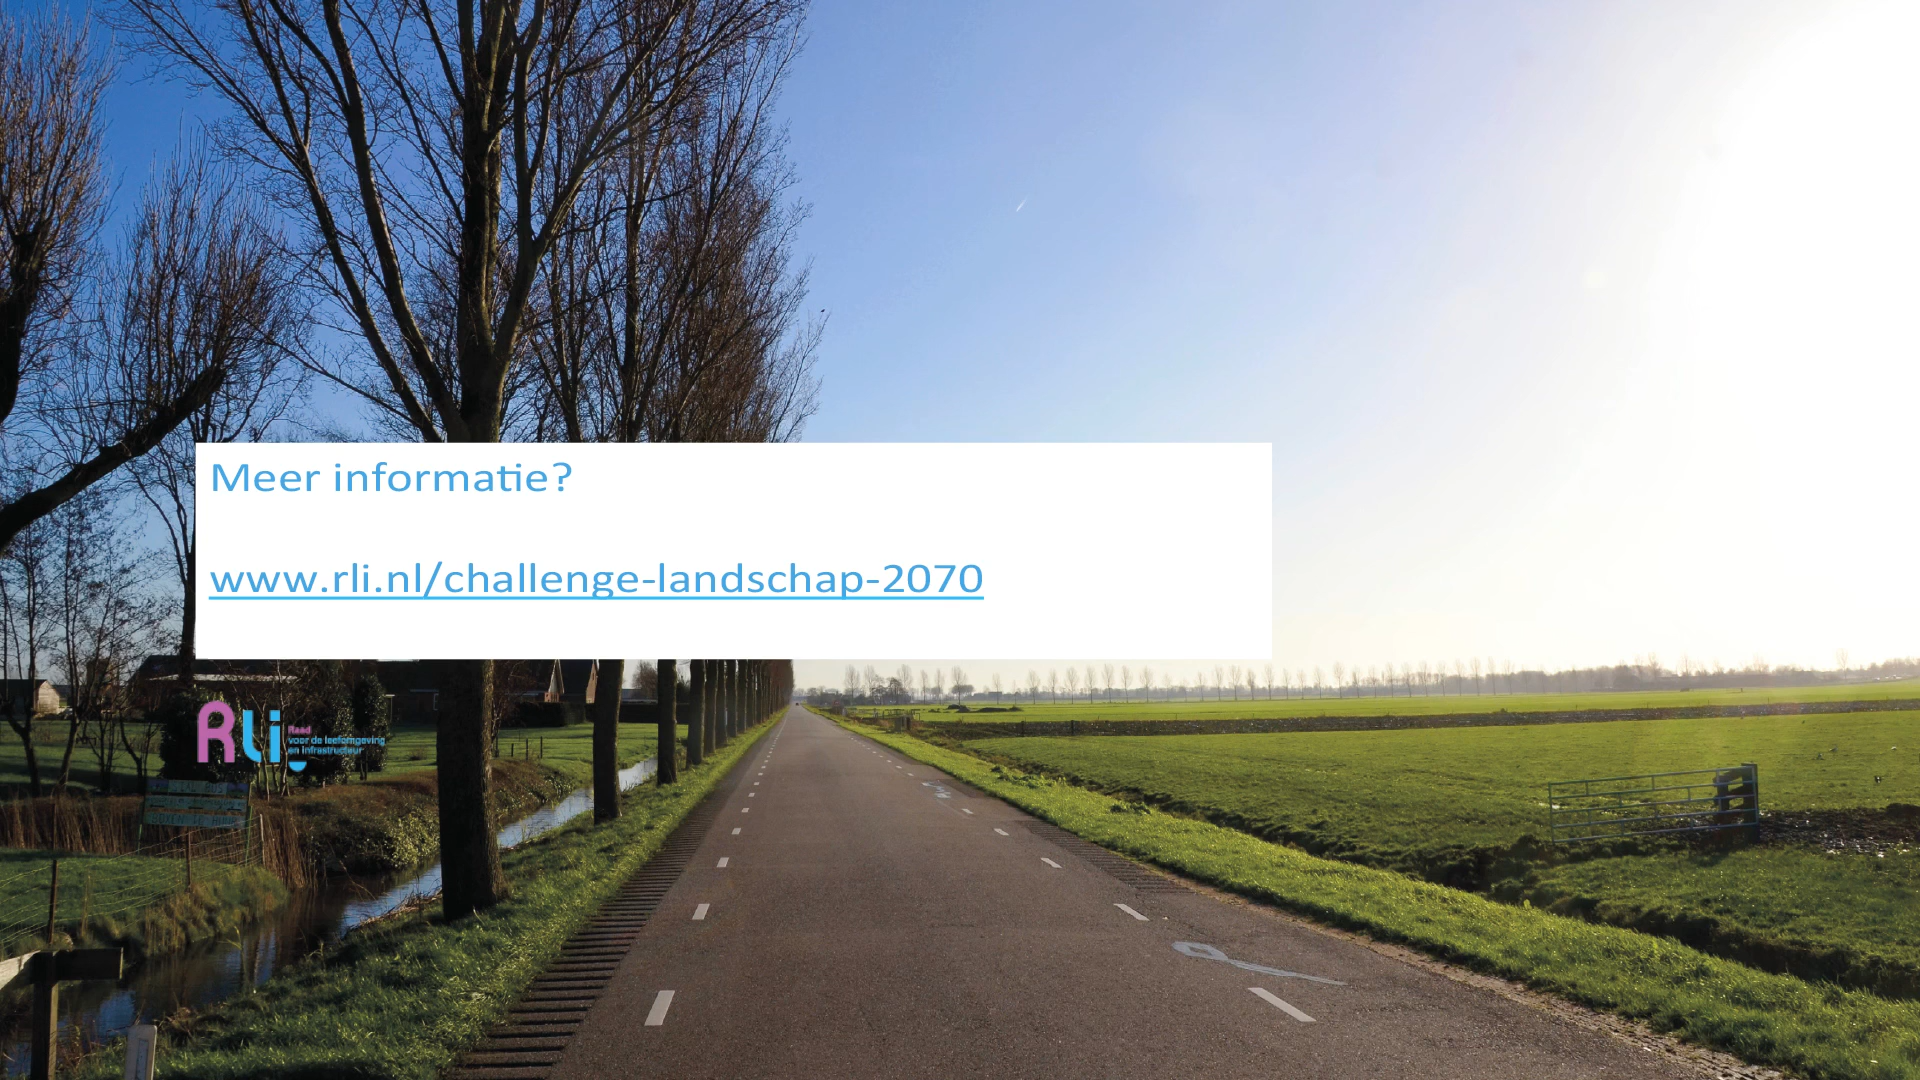 Meer informatie?
www.rli.nl/challenge-landschap-2070
Rli
Raad
voor de leefomgeving
en infrastructuur